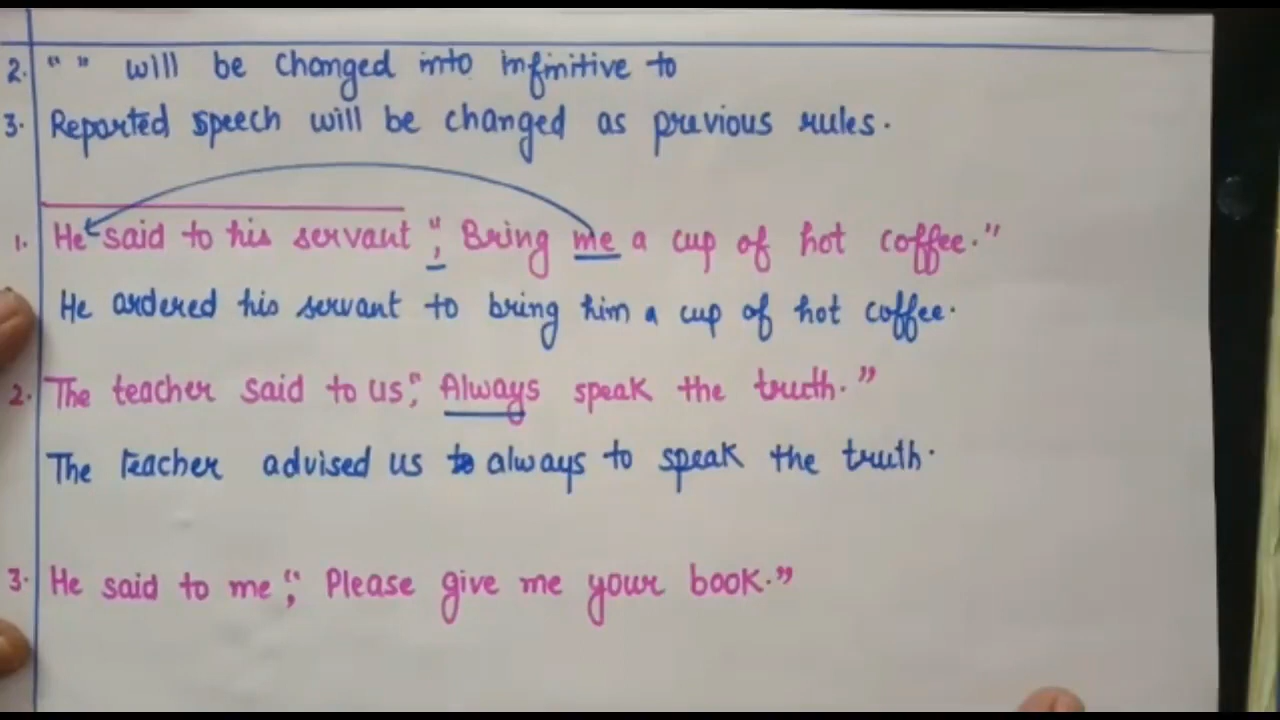 2. " " will be changed into infinitive to
3. Reported speech will be changed as previous rules.
1. He said to his servant," Bring me a cup of hot coffee."
He ordered his servant to bring him a cup of hot coffee.
2. The teacher said to us," Always speak the truth."
The teacher advised us always to speak the truth.
3. He said to me," Please give me your book."